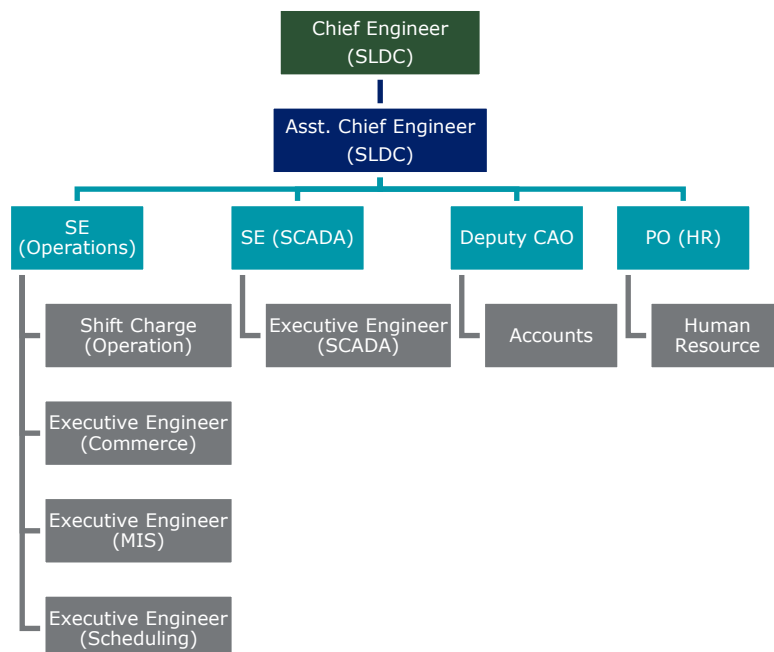 Chief Engineer
(SLDC)
Asst. Chief Engineer
(SLDC)
SE
(Operations)
SE (SCADA)
Deputy CAO
PO (HR)
Shift Charge
(Operation)
Executive Engineer
(SCADA)
Accounts
Human
Resource
Executive Engineer
(Commerce)
Executive Engineer
(MIS)
Executive Engineer
(Scheduling)